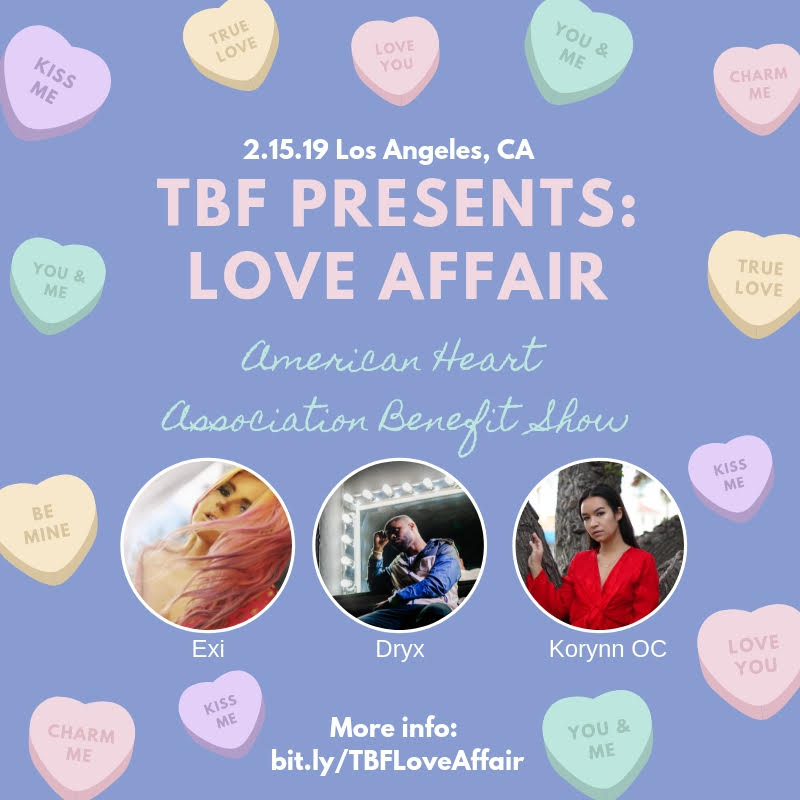 KISS
ME
TRUE
LOVE
LOVE
YOU
YOU &
ME
CHARM
ME
2.15.19 Los Angeles, CA
TBF PRESENTS:
LOVE AFFAIR
YOU &
ME
TRUE
LOVE
American Heart
Association Benefit Show
KISS
ME
BE
MINE
Exi
Dryx
Korynn OC
LOVE
YOU
KISS
ME
CHARM
ME
YOU &
ME
More info:
bit.ly/TBFLoveAffair